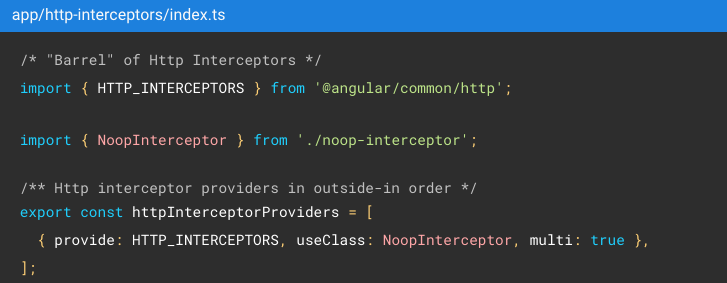 app/http-interceptors/index.ts
/* "Barrel" of Http Interceptors */
import { HTTP_INTERCEPTORS } from '@angular/common/http';
import { NoopInterceptor } from './noop-interceptor';
/** Http interceptor providers in outside-in order */
export const httpInterceptorProviders = [
  { provide: HTTP_INTERCEPTORS, useClass: NoopInterceptor, multi: true },
];